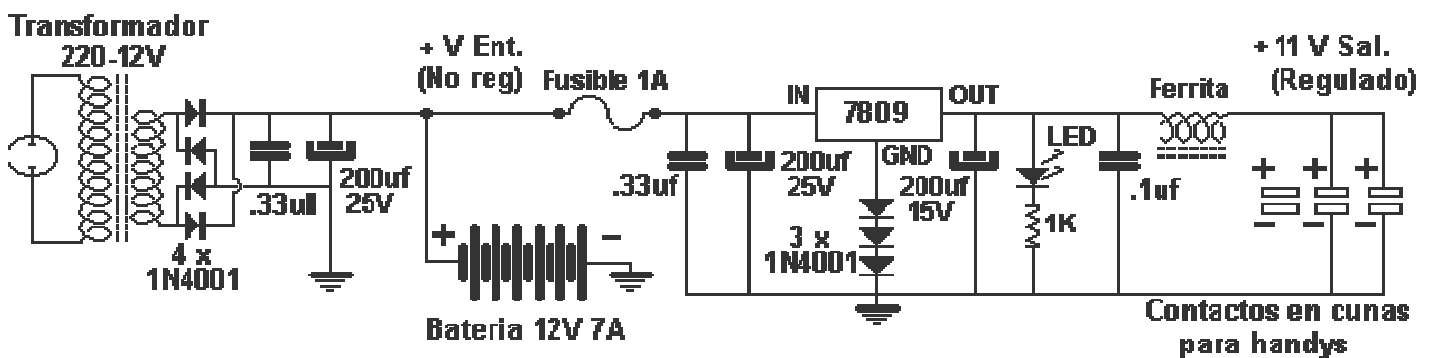 Transformador
220-12V
+ V Ent.
(No reg)
Fusible 1A
IN
7809
OUT
GND
LED
Ferrita
+ 11 V Sal.
(Regulado)
.33uf
200uf
25V
4 x
1N4001
+
-
Bateria 12V 7A
.33uf
200uf
25V
3 x
1N4001
200uf
15V
1K
.1uf
+ + +
- - -
Contactos en cunas
para handys